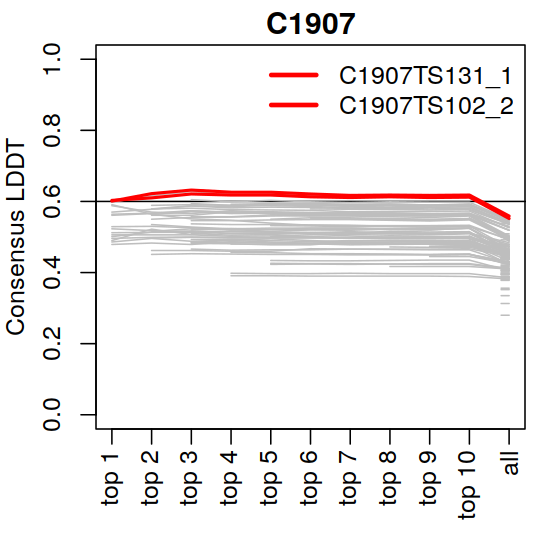 C1907
C1907TS131_1
C1907TS102_2
Consensus LDDT
1.0
0.8
0.6
0.4
0.2
0.0
top 1
top 2
top 3
top 4
top 5
top 6
top 7
top 8
top 9
top 10
all